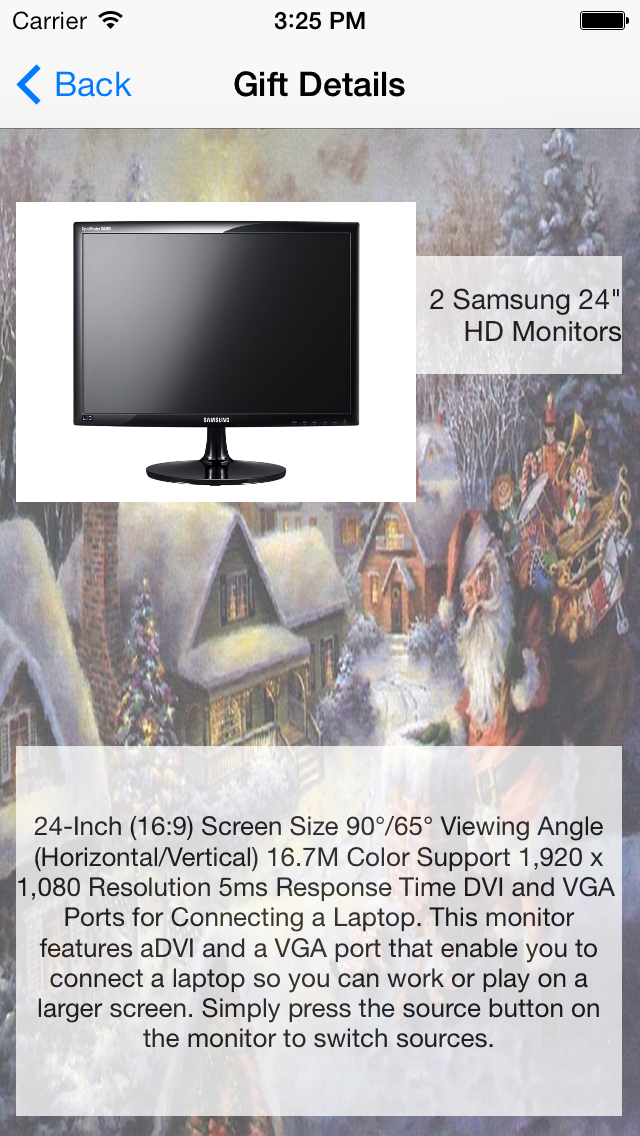 Carrier 3:25 PM
Back Gift Details
2 Samsung 24"
HD Monitors
SAMSUNG
24-Inch (16:9) Screen Size 90°/65° Viewing Angle
(Horizontal/Vertical) 16.7M Color Support 1,920 x
1,080 Resolution 5ms Response Time DVI and VGA
Ports for Connecting a Laptop. This monitor
features aDVI and a VGA port that enable you to
connect a laptop so you can work or play on a
larger screen. Simply press the source button on
the monitor to switch sources.